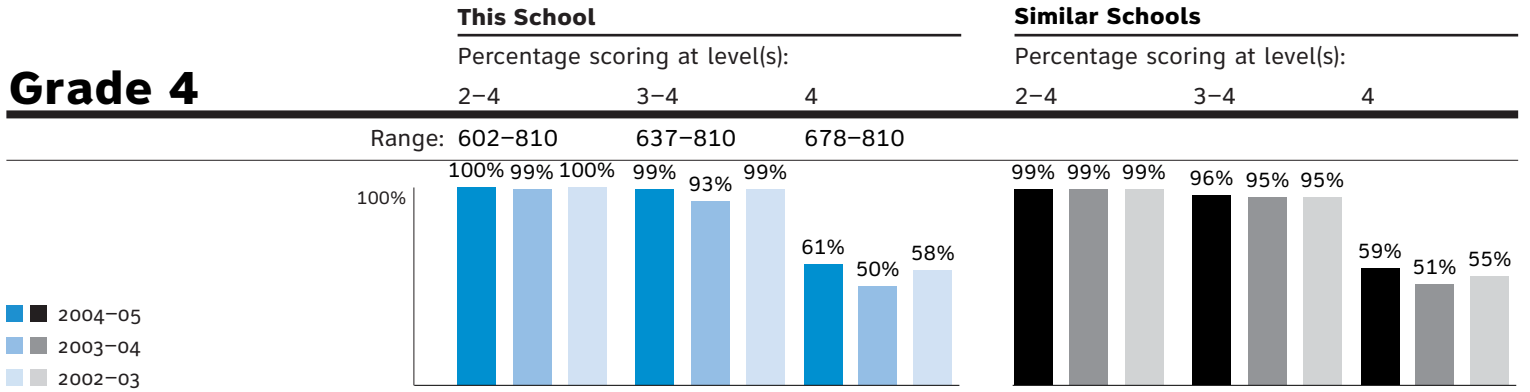 This School Similar Schools
Percentage scoring at level(s): Percentage scoring at level(s):
Grade 4 2–4 3–4 4 2–4 3–4 4
Range: 602–810 637–810 678–810
100% 99% 100% 99% 93% 99% 61% 50% 58% 99% 99% 99% 96% 95% 95% 59% 51% 55%
100%
2004–05
2003–04
2002–03